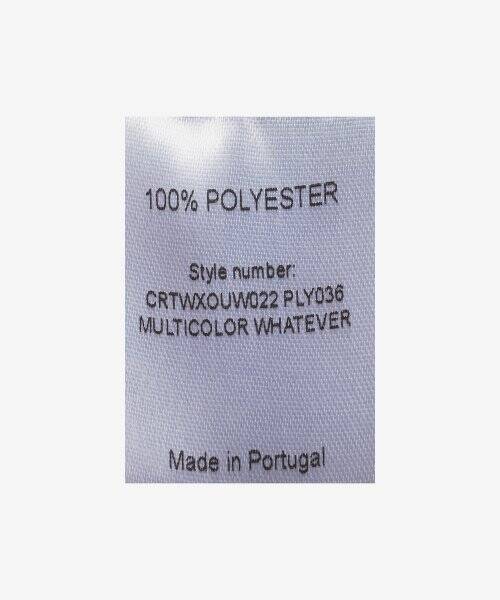 100% POLYESTER
Style number:
CRTWXOUW022 PLY036
MULTICOLOR WHATEVER
Made in Portugal